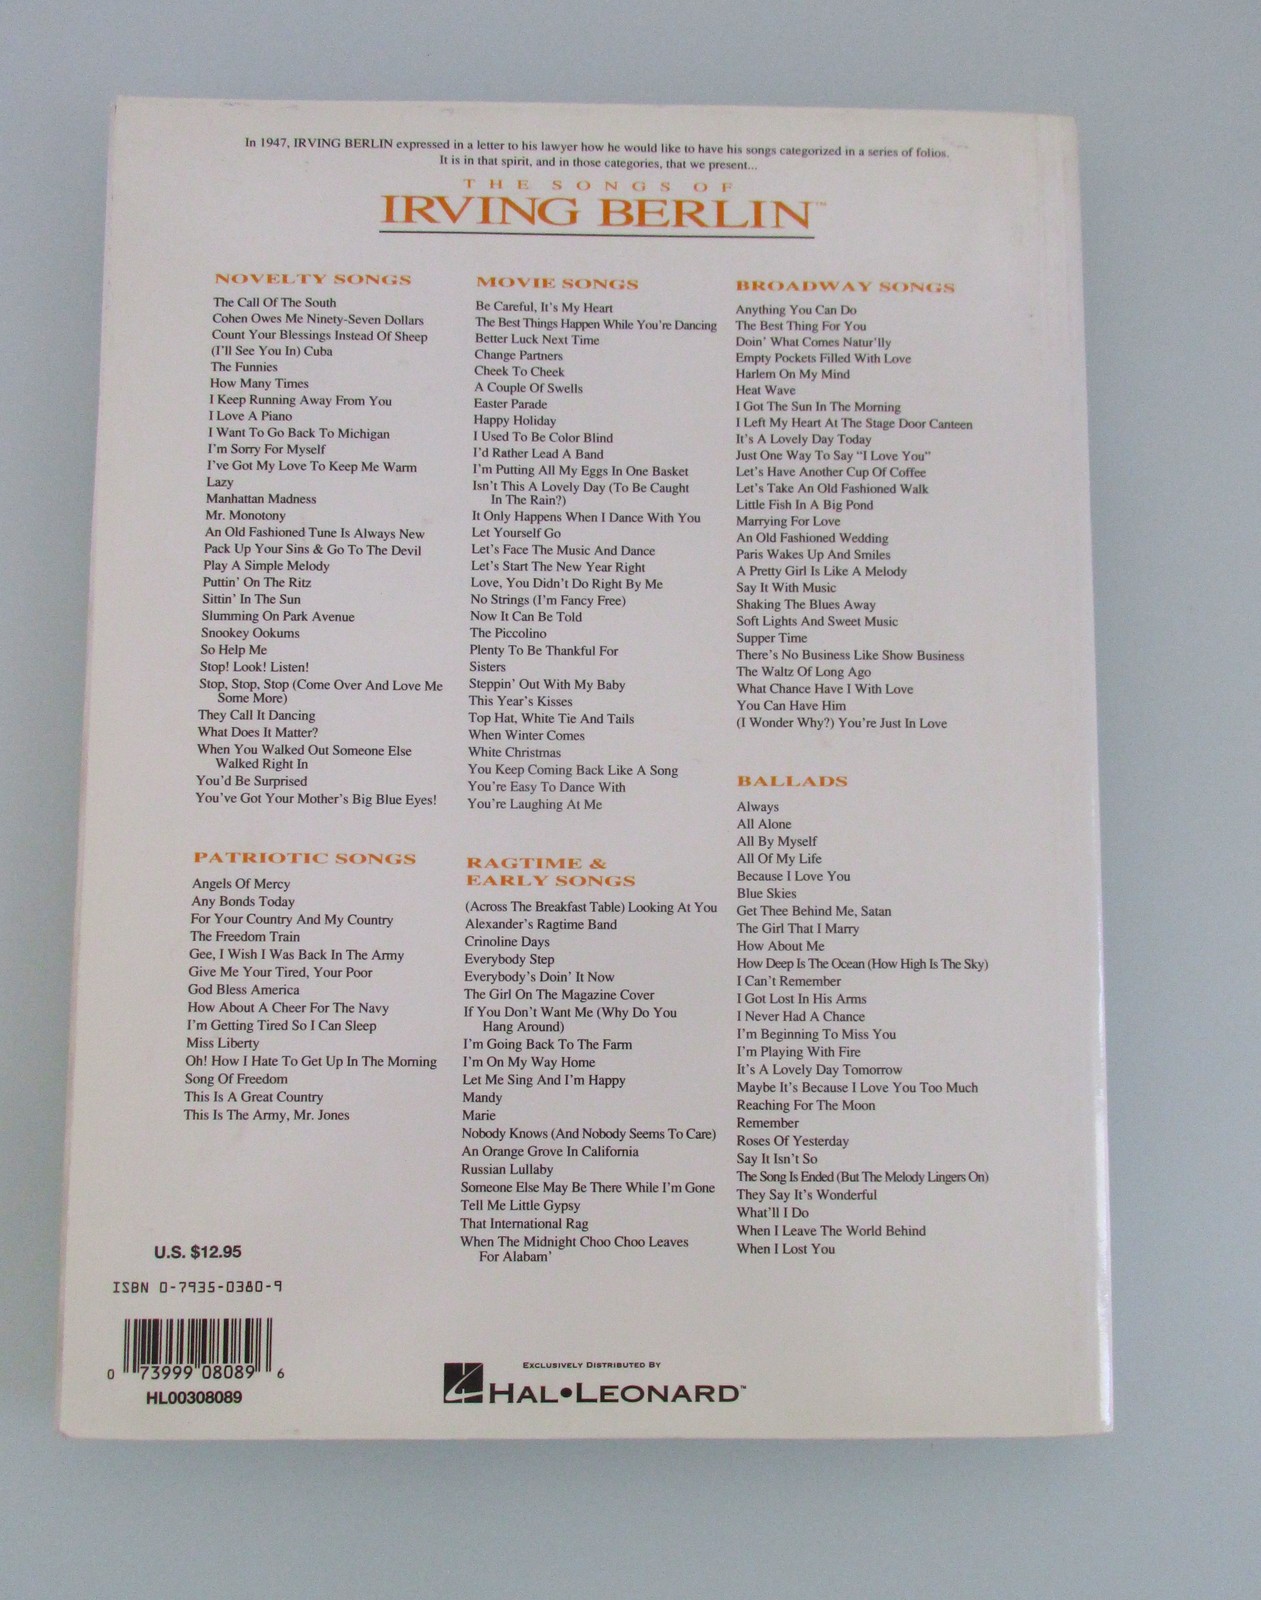 In 1947, IRVING BERLIN expressed in a letter to his lawyer how he would like to have his songs categorized in a series of folios.
It is in that spirit, and in those categories, that we present...
THE SONGS OF
IRVING BERLIN™
NOVELTY SONGS
The Call Of The South
Cohen Owes Me Ninety-Seven Dollars
Count Your Blessings Instead Of Sheep
(I'll See You In) Cuba
The Funnies
How Many Times
I Keep Running Away From You
I Love A Piano
I Want To Go Back To Michigan
I'm Sorry For Myself
I've Got My Love To Keep Me Warm
Lazy
Manhattan Madness
Mr. Monotony
An Old Fashioned Tune Is Always New
Pack Up Your Sins & Go To The Devil
Play A Simple Melody
Puttin' On The Ritz
Sittin' In The Sun
Slumming On Park Avenue
Snookey Ookums
So Help Me
Stop! Look! Listen!
Stop, Stop, Stop (Come Over And Love Me
Some More)
They Call It Dancing
What Does It Matter?
When You Walked Out Someone Else
Walked Right In
You'd Be Surprised
You've Got Your Mother's Big Blue Eyes!
PATRIOTIC SONGS
Angels Of Mercy
Any Bonds Today
For Your Country And My Country
The Freedom Train
Gee, I Wish I Was Back In The Army
Give Me Your Tired, Your Poor
God Bless America
How About A Cheer For The Navy
I'm Getting Tired So I Can Sleep
Miss Liberty
Oh! How I Hate To Get Up In The Morning
Song Of Freedom
This Is A Great Country
This Is The Army, Mr. Jones
MOVIE SONGS
Be Careful, It's My Heart
The Best Things Happen While You're Dancing
Better Luck Next Time
Change Partners
Cheek To Cheek
A Couple Of Swells
Easter Parade
Happy Holiday
I Used To Be Color Blind
I'd Rather Lead A Band
I'm Putting All My Eggs In One Basket
Isn't This A Lovely Day (To Be Caught
In The Rain?)
It Only Happens When I Dance With You
Let Yourself Go
Let's Face The Music And Dance
Let's Start The New Year Right
Love, You Didn't Do Right By Me
No Strings (I'm Fancy Free)
Now It Can Be Told
The Piccolino
Plenty To Be Thankful For
Sisters
Steppin' Out With My Baby
This Year's Kisses
Top Hat, White Tie And Tails
When Winter Comes
White Christmas
You Keep Coming Back Like A Song
You're Easy To Dance With
You're Laughing At Me
RAGTIME &
EARLY SONGS
(Across The Breakfast Table) Looking At You
Alexander's Ragtime Band
Crinoline Days
Everybody Step
Everybody's Doin' It Now
The Girl On The Magazine Cover
If You Don't Want Me (Why Do You
Hang Around)
I'm Going Back To The Farm
I'm On My Way Home
Let Me Sing And I'm Happy
Mandy
Marie
Nobody Knows (And Nobody Seems To Care)
An Orange Grove In California
Russian Lullaby
Someone Else May Be There While I'm Gone
Tell Me Little Gypsy
That International Rag
When The Midnight Choo Choo Leaves
For Alabam'
BROADWAY SONGS
Anything You Can Do
The Best Thing For You
Doin' What Comes Natur'lly
Empty Pockets Filled With Love
Harlem On My Mind
Heat Wave
I Got The Sun In The Morning
I Left My Heart At The Stage Door Canteen
It's A Lovely Day Today
Just One Way To Say "I Love You"
Let's Have Another Cup Of Coffee
Let's Take An Old Fashioned Walk
Little Fish In A Big Pond
Marrying For Love
An Old Fashioned Wedding
Paris Wakes Up And Smiles
A Pretty Girl Is Like A Melody
Say It With Music
Shaking The Blues Away
Soft Lights And Sweet Music
Supper Time
There's No Business Like Show Business
The Waltz Of Long Ago
What Chance Have I With Love
You Can Have Him
(I Wonder Why?) You're Just In Love
BALLADS
Always
All Alone
All By Myself
All Of My Life
Because I Love You
Blue Skies
Get Thee Behind Me, Satan
The Girl That I Marry
How About Me
How Deep Is The Ocean (How High Is The Sky)
I Can't Remember
I Got Lost In His Arms
I Never Had A Chance
I'm Beginning To Miss You
I'm Playing With Fire
It's A Lovely Day Tomorrow
Maybe It's Because I Love You Too Much
Reaching For The Moon
Remember
Roses Of Yesterday
Say It Isn't So
The Song Is Ended (But The Melody Lingers On)
They Say It's Wonderful
What'll I Do
When I Leave The World Behind
When I Lost You
U.S. $12.95
ISBN 0-7935-0380-9
0 73999 08089 6
HL00308089
EXCLUSIVELY DISTRIBUTED BY
HAL•LEONARD™